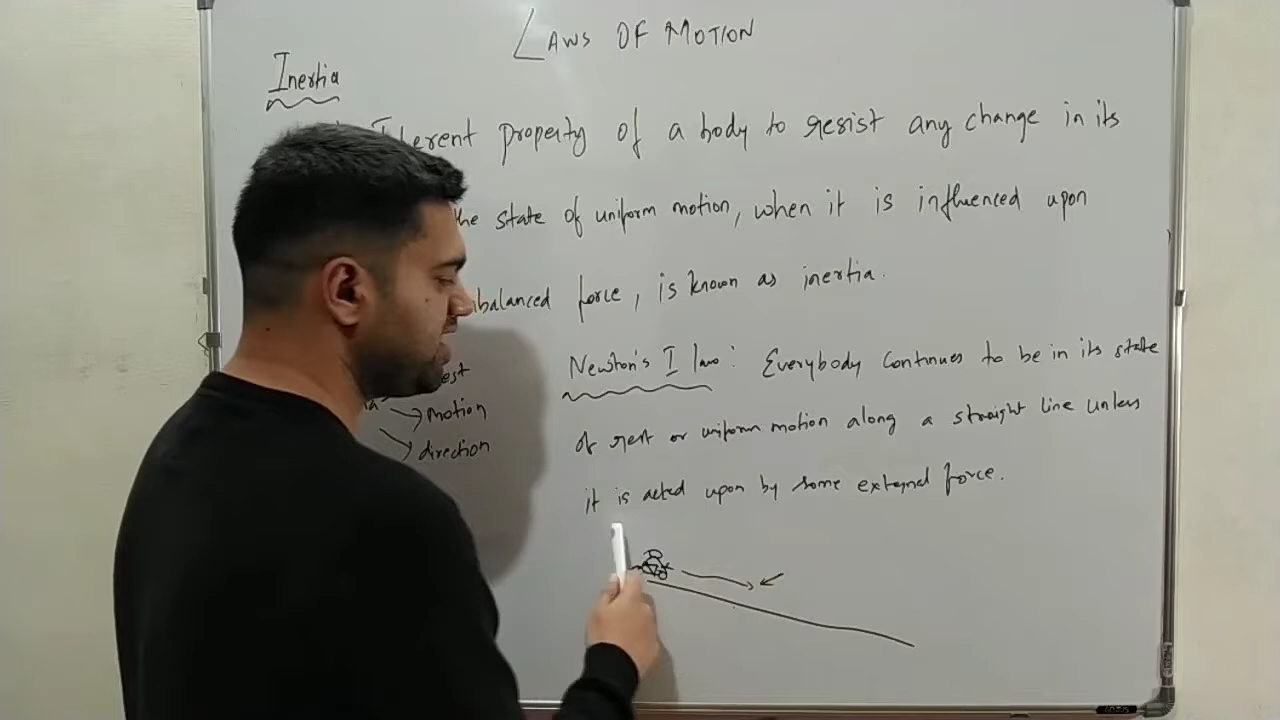 LAWS OF MOTION
Inertia
Inherent property of a body to resist any change in its
the state of uniform motion, when it is influenced upon
balanced force, is known as inertia.
Newton's I law: Everybody continues to be in its state
of rest or uniform motion along a straight line unless
it is acted upon by some external force.
motion
direction